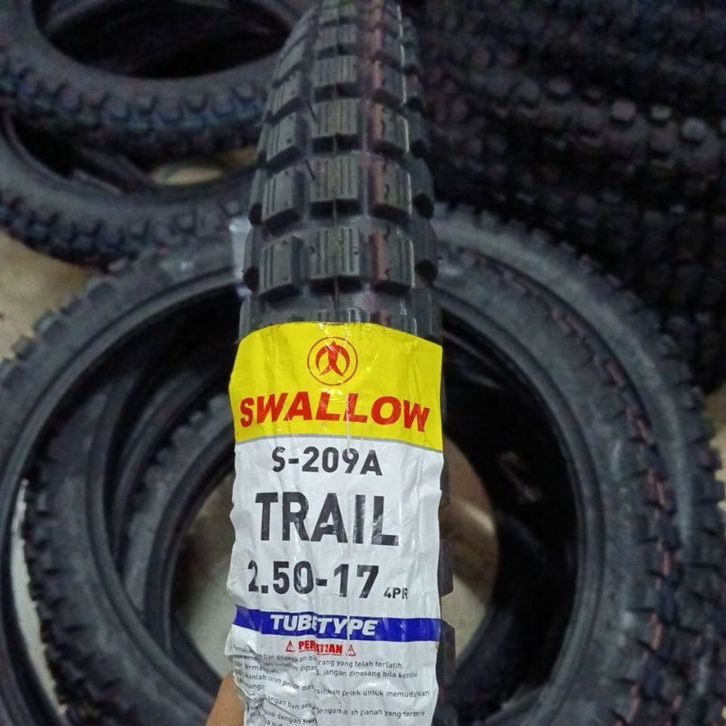 SWALLOW
S-209A
TRAIL
2.50-17 4PR
TUBETYPE
yang telah terlatih.
jangan dipasang bila kondisi
pelek untuk memudahkan
panah yang tertera